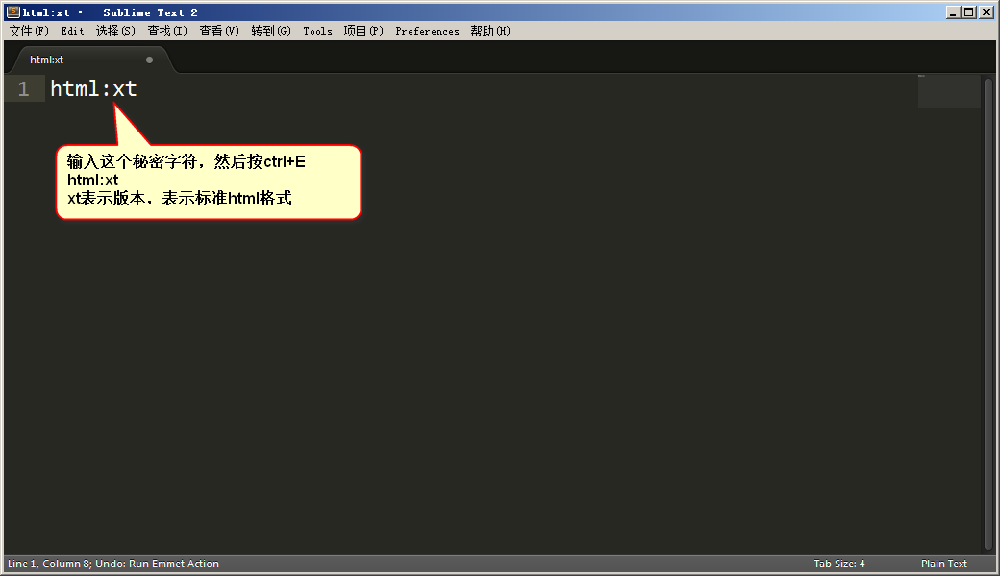 html:xt • - Sublime Text 2
文件(F) Edit 选择(S) 查找(I) 查看(V) 转到(G) Tools 项目(P) Preferences 帮助(H)
html:xt
1 html:xt
输入这个秘密字符，然后按ctrl+E
html:xt
xt表示版本，表示标准html格式
Line 1, Column 8; Undo: Run Emmet Action Tab Size: 4 Plain Text